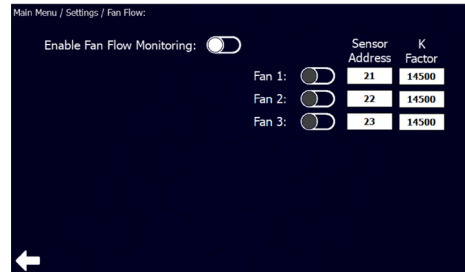 Main Menu / Settings / Fan Flow:
Enable Fan Flow Monitoring:
Sensor Address K Factor
Fan 1: 21 14500
Fan 2: 22 14500
Fan 3: 23 14500